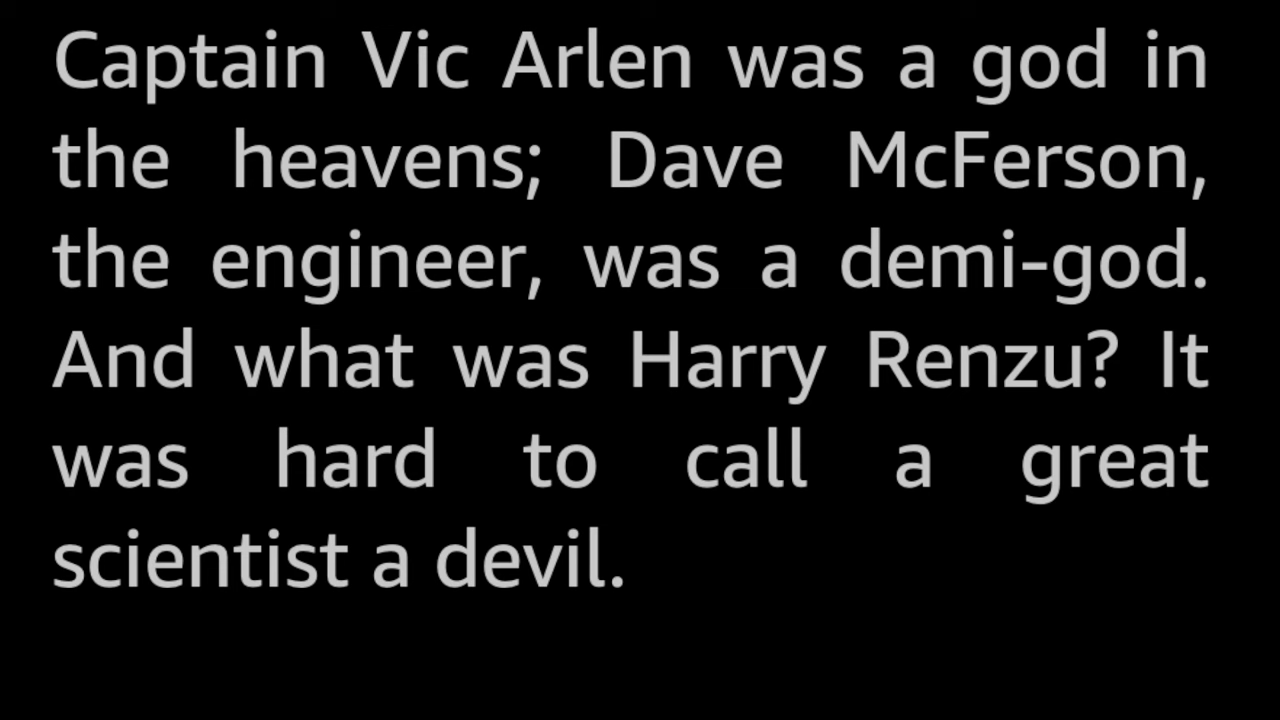 Captain Vic Arlen was a god in
the heavens; Dave McFerson,
the engineer, was a demi-god.
And what was Harry Renzu? It
was hard to call a great
scientist a devil.